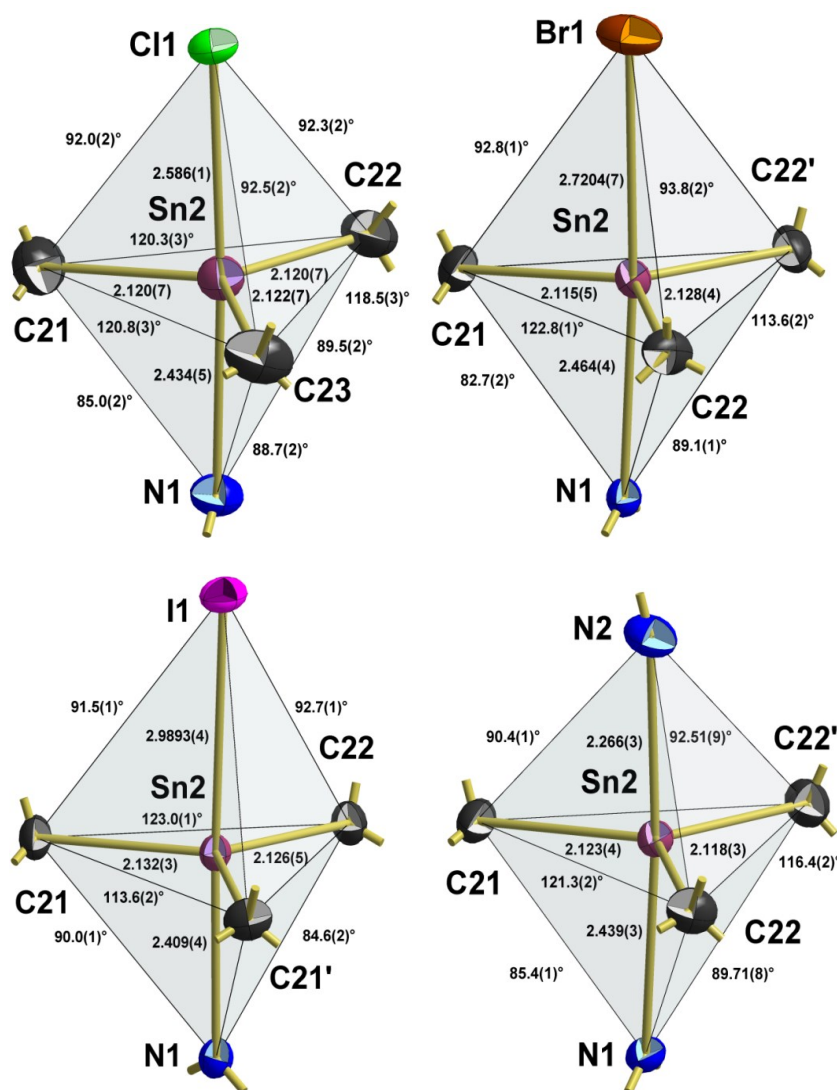 Cl1
92.0(2)°
92.3(2)°
2.586(1)
92.5(2)°
C22
Sn2
120.3(3)°
2.120(7)
2.120(7)
2.122(7)
118.5(3)°
C21
120.8(3)°
89.5(2)°
2.434(5)
C23
85.0(2)°
88.7(2)°
N1
Br1
92.8(1)°
2.7204(7)
93.8(2)°
C22'
Sn2
2.115(5)
2.128(4)
C21
122.8(1)°
113.6(2)°
82.7(2)°
2.464(4)
C22
89.1(1)°
N1
I1
91.5(1)°
92.7(1)°
2.9893(4)
C22
Sn2
123.0(1)°
2.132(3)
2.126(5)
C21
113.6(2)°
90.0(1)°
2.409(4)
84.6(2)°
C21'
N1
N2
90.4(1)°
2.266(3)
92.51(9)°
C22'
Sn2
2.123(4)
2.118(3)
C21
121.3(2)°
116.4(2)°
2.439(3)
C22
85.4(1)°
89.71(8)°
N1